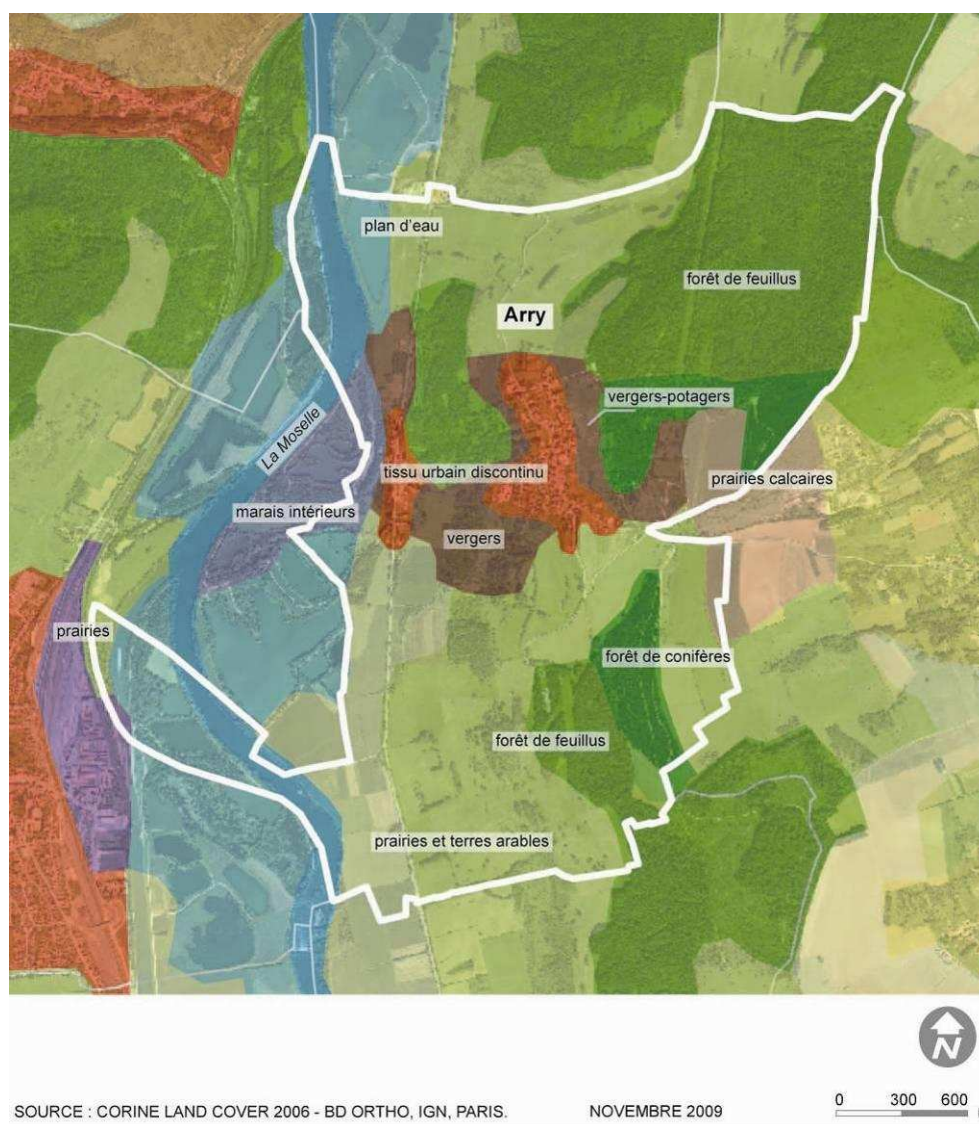 plan d'eau
forêt de feuillus
Arry
vergers-potagers
La Moselle
tissu urbain discontinu
prairies calcaires
marais intérieurs
vergers
prairies
forêt de conifères
forêt de feuillus
prairies et terres arables
N
SOURCE : CORINE LAND COVER 2006 - BD ORTHO, IGN, PARIS.
NOVEMBRE 2009
0 300 600